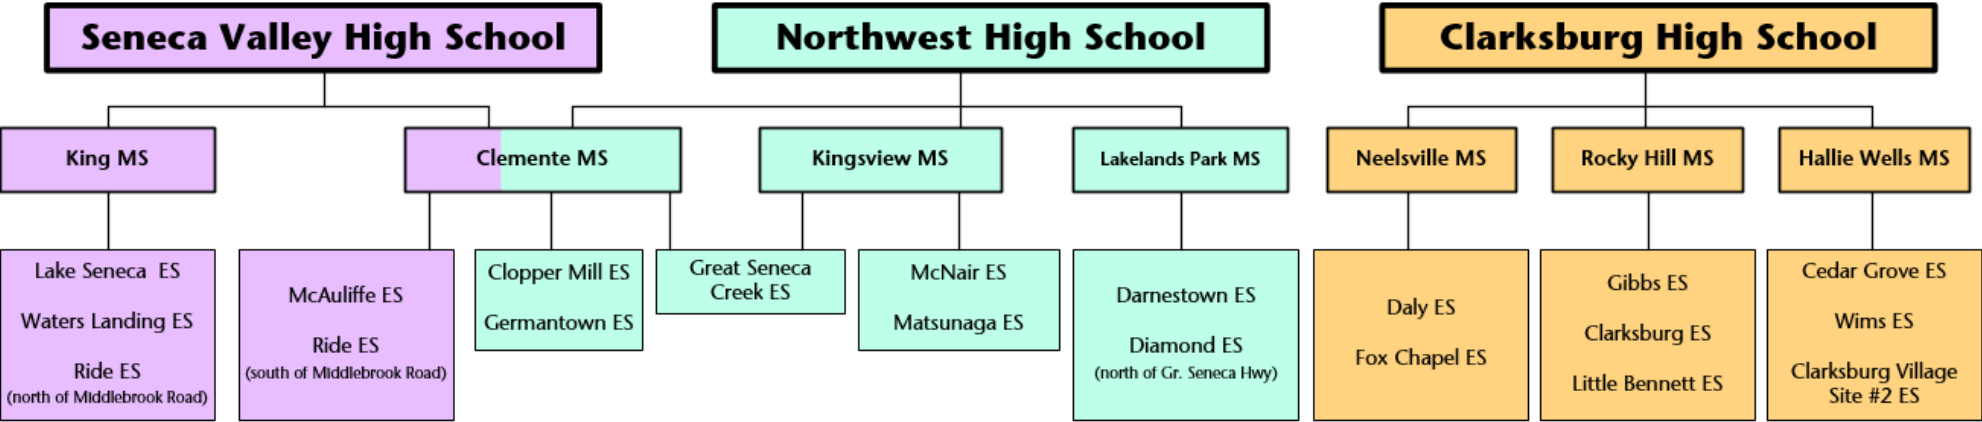 Seneca Valley High School
Northwest High School
Clarksburg High School
King MS
Clemente MS
Kingsview MS
Lakelands Park MS
Neelsville MS
Rocky Hill MS
Hallie Wells MS
Lake Seneca ES
Waters Landing ES
Ride ES
(north of Middlebrook Road)
McAuliffe ES
Ride ES
(south of Middlebrook Road)
Clopper Mill ES
Germantown ES
Great Seneca
Creek ES
McNair ES
Matsunaga ES
Darnestown ES
Diamond ES
(north of Gr. Seneca Hwy)
Daly ES
Fox Chapel ES
Gibbs ES
Clarksburg ES
Little Bennett ES
Cedar Grove ES
Wims ES
Clarksburg Village
Site #2 ES